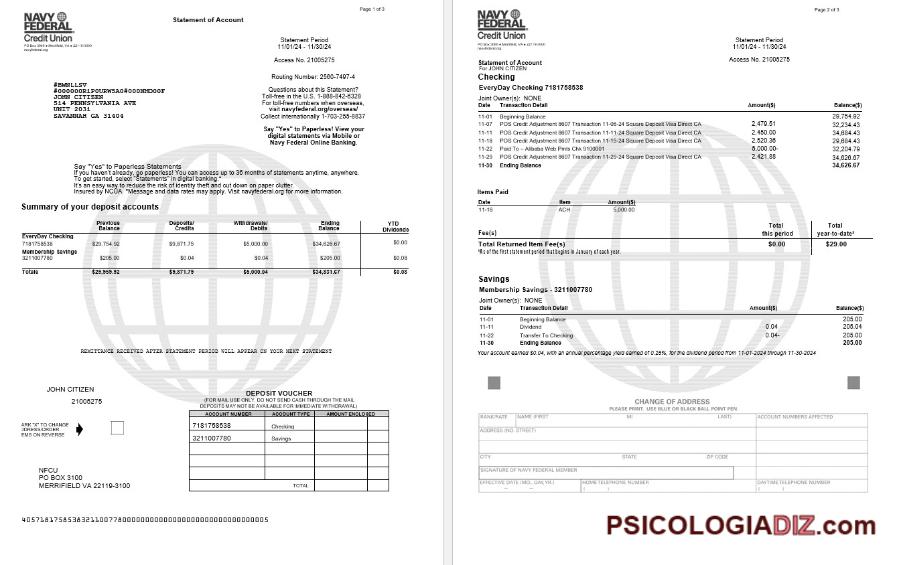 Page 1 of 3
NAVY
FEDERAL
Credit Union
Statement of Account
Statement Period
11/01/24 - 11/30/24
Access No. 21005275
Routing Number: 2560-7497-4
Questions about this Statement?
Toll-free in the U.S. 1-888-842-6328
For toll-free numbers when overseas,
visit navyfederal.org/overseas/
Collect internationally 1-703-255-8837
Say "Yes" to Paperless! View your
digital statements via Mobile or
Navy Federal Online Banking.
#BWNLLSV
JOHN CITIZEN
514 PENNSYLVANIA AVE
UNIT 2031
SAVANNAH GA 31404
Say "Yes" to Paperless Statements
If you haven't already, go paperless! You can access up to 36 months of statements anytime, anywhere.
To get started, select "Statements" in digital banking.*
It's an easy way to reduce the risk of identity theft and cut down on paper clutter.
Insured by NCUA. *Message and data rates may apply. Visit navyfederal.org for more information.
Summary of your deposit accounts
Previous Balance Deposits/ Credits Withdrawals/ Debits Ending Balance YTD Dividends
EveryDay Checking
7181758538 $29,754.92 $9,871.75 $5,000.00 $34,626.67 $0.00
Membership Savings
3211007780 $205.00 $0.04 $0.04 $205.00 $0.08
Totals $29,959.92 $9,871.79 $5,000.04 $34,831.67 $0.08
REMITTANCE RECEIVED AFTER STATEMENT PERIOD WILL APPEAR ON YOUR NEXT STATEMENT
JOHN CITIZEN
21005275
DEPOSIT VOUCHER
(FOR MAIL USE ONLY. DO NOT SEND CASH THROUGH THE MAIL
DEPOSITS MAY NOT BE AVAILABLE FOR IMMEDIATE WITHDRAWAL)
ACCOUNT NUMBER ACCOUNT TYPE AMOUNT ENCLOSED
7181758538 Checking
3211007780 Savings
TOTAL
ARK "X" TO CHANGE
DDRESS/ORDER
EMS ON REVERSE
NFCU
PO BOX 3100
MERRIFIELD VA 22119-3100
Page 2 of 3
NAVY
FEDERAL
Credit Union
Statement Period
11/01/24 - 11/30/24
Access No. 21005275
Statement of Account
For JOHN CITIZEN
Checking
EveryDay Checking 7181758538
Joint Owner(s): NONE
Date Transaction Detail Amount($) Balance($)
11-01 Beginning Balance 29,754.92
11-07 POS Credit Adjustment 8607 Transaction 11-06-24 Square Deposit Visa Direct CA 2,479.51 32,234.43
11-11 POS Credit Adjustment 8607 Transaction 11-11-24 Square Deposit Visa Direct CA 2,450.00 34,684.43
11-18 POS Credit Adjustment 8607 Transaction 11-15-24 Square Deposit Visa Direct CA 2,520.36 29,684.43
11-22 Paid To - Alibaba Web Pmts Chk 9100001 5,000.00- 32,204.79
11-25 POS Credit Adjustment 8607 Transaction 11-25-24 Square Deposit Visa Direct CA 2,421.88 34,626.67
11-30 Ending Balance 34,626.67
Items Paid
Date Item Amount($)
11-18 ACH 5,000.00
Fee(s) Total this period Total year-to-date*
Total Returned Item Fee(s) $0.00 $29.00
*As of the first statement period that begins in January of each year.
Savings
Membership Savings - 3211007780
Joint Owner(s): NONE
Date Transaction Detail Amount($) Balance($)
11-01 Beginning Balance 205.00
11-11 Dividend 0.04 205.04
11-22 Transfer To Checking 0.04- 205.00
11-30 Ending Balance 205.00
Your account earned $0.04, with an annual percentage yield earned of 0.25%, for the dividend period from 11-01-2024 through 11-30-2024
CHANGE OF ADDRESS
PLEASE PRINT. USE BLUE OR BLACK BALL POINT PEN
RANK/RATE NAME (FIRST MI LAST) ACCOUNT NUMBERS AFFECTED
ADDRESS (NO. STREET)
CITY STATE ZIP CODE
SIGNATURE OF NAVY FEDERAL MEMBER
EFFECTIVE DATE (MO., DAY, YR.) HOME TELEPHONE NUMBER DAYTIME TELEPHONE NUMBER
PSICOLOGIADIZ.com